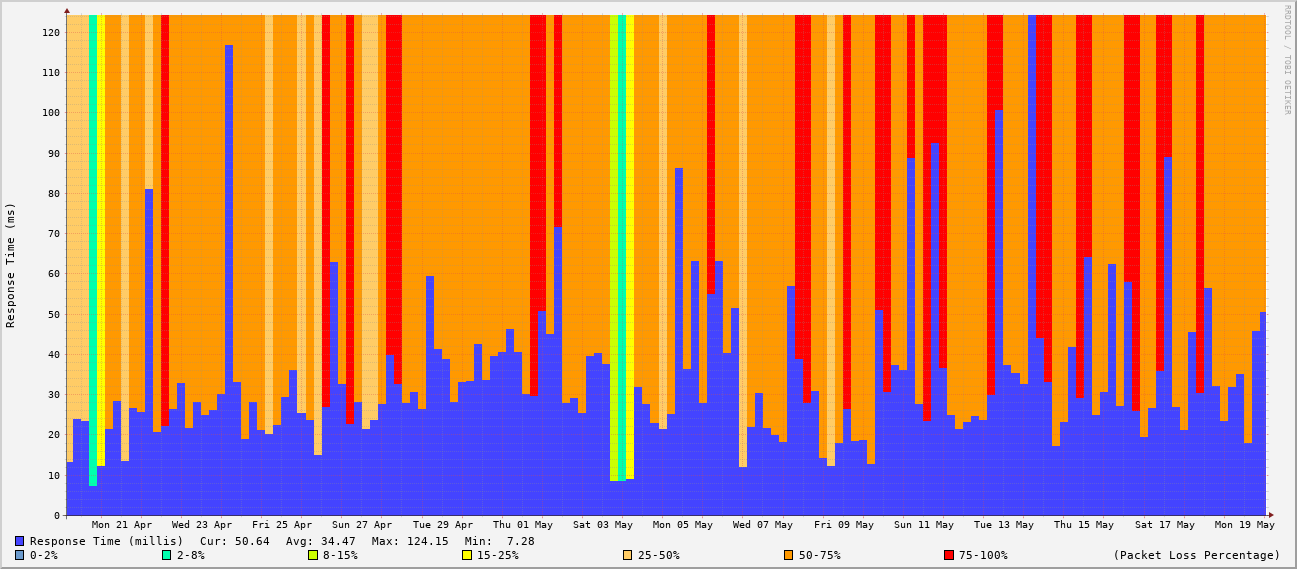 RRDTOOL / TOBI OETIKER
Response Time (ms)
120
110
100
90
80
70
60
50
40
30
20
10
0
Mon 21 Apr Wed 23 Apr Fri 25 Apr Sun 27 Apr Tue 29 Apr Thu 01 May Sat 03 May Mon 05 May Wed 07 May Fri 09 May Sun 11 May Tue 13 May Thu 15 May Sat 17 May Mon 19 May
Response Time (millis) Cur: 50.64 Avg: 34.47 Max: 124.15 Min: 7.28
0-2% 2-8% 8-15% 15-25% 25-50% 50-75% 75-100% (Packet Loss Percentage)